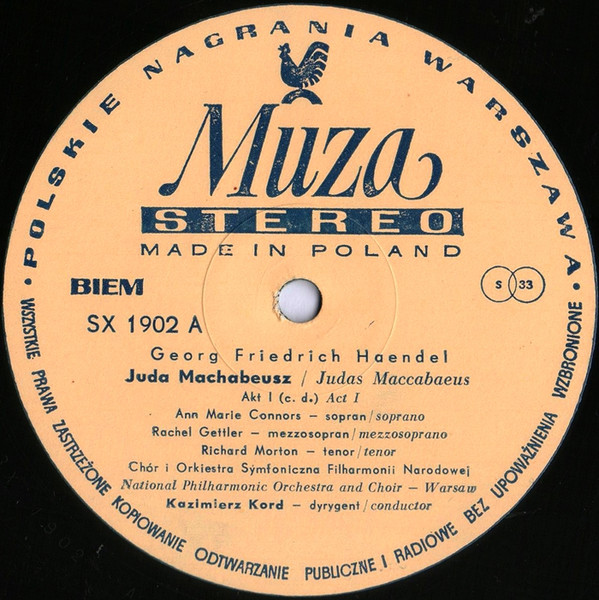 • POLSKIE NAGRANIA WARSZAWA •
Muza
STEREO
MADE IN POLAND
BIEM
S 33
SX 1902 A
Georg Friedrich Haendel
Juda Machabeusz / Judas Maccabaeus
Akt I (c. d.) Act I
Ann Marie Connors — sopran/soprano
Rachel Gettler — mezzosopran/mezzosoprano
Richard Morton — tenor/tenor
Chór i Orkiestra Symfoniczna Filharmonii Narodowej
National Philharmonic Orchestra and Choir — Warsaw
Kazimierz Kord — dyrygent/conductor
WSZYSTKIE PRAWA ZASTRZEŻONE KOPIOWANIE ODTWARZANIE PUBLICZNE I RADIOWE BEZ UPOWAŻNIENIA WZBRONIONE